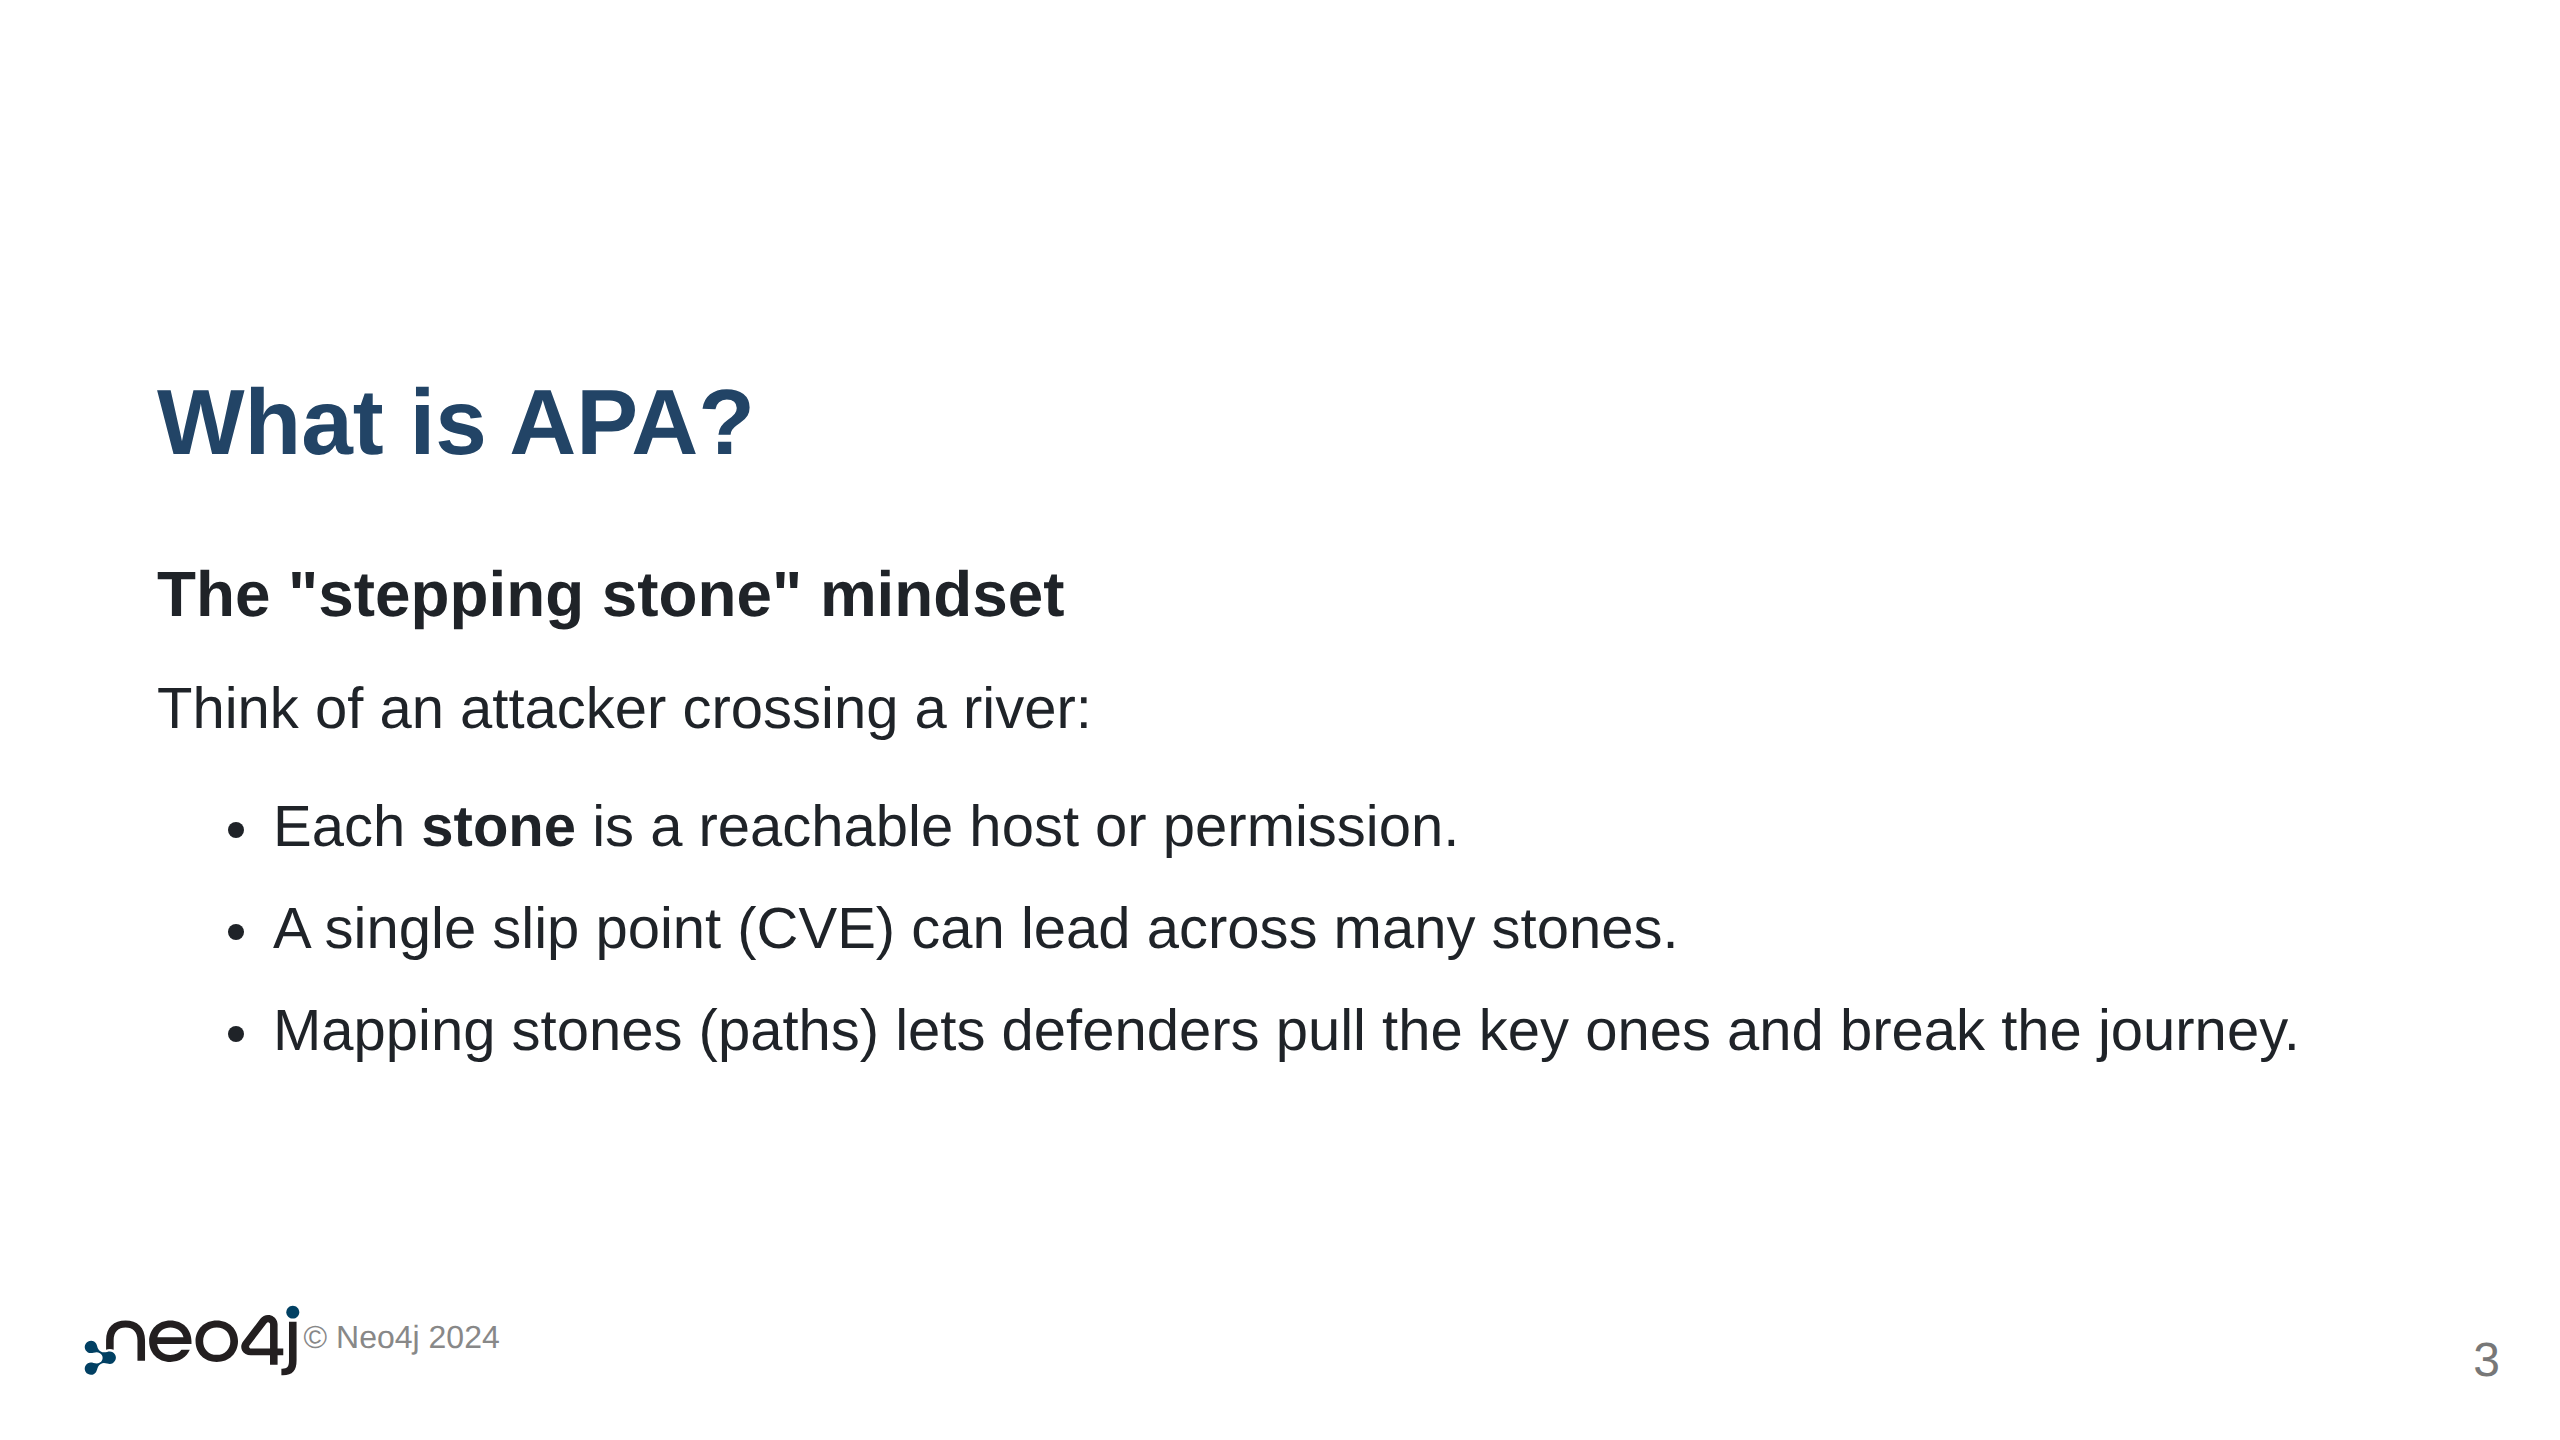 What is APA?
The "stepping stone" mindset
Think of an attacker crossing a river:
• Each stone is a reachable host or permission.
• A single slip point (CVE) can lead across many stones.
• Mapping stones (paths) lets defenders pull the key ones and break the journey.
neo4j © Neo4j 2024
3